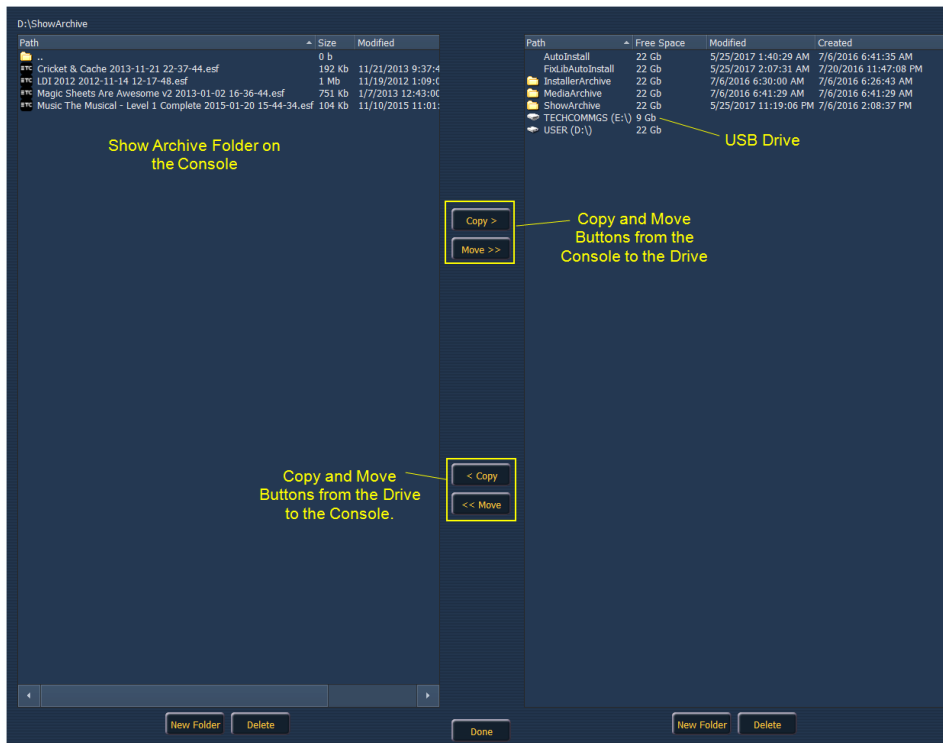 D:\ShowArchive
Path Size Modified
.. 0 b
ETC Cricket & Cache 2013-11-21 22-37-44.esf 192 Kb 11/21/2013 9:37:4
ETC LDI 2012 2012-11-14 12-17-48.esf 1 Mb 11/19/2012 1:09:0
ETC Magic Sheets Are Awesome v2 2013-01-02 16-36-44.esf 751 Kb 1/7/2013 12:43:00
ETC Music The Musical - Level 1 Complete 2015-01-20 15-44-34.esf 104 Kb 11/10/2015 11:01:
Show Archive Folder on
the Console
Path Free Space Modified Created
AutoInstall 22 Gb 5/25/2017 1:40:29 AM 7/6/2016 6:41:35 AM
FixLibAutoInstall 22 Gb 5/25/2017 2:07:31 AM 7/20/2016 11:47:08 PM
InstallerArchive 22 Gb 7/6/2016 6:30:00 AM 7/6/2016 6:26:43 AM
MediaArchive 22 Gb 7/6/2016 6:41:29 AM 7/6/2016 6:41:29 AM
ShowArchive 22 Gb 5/25/2017 11:19:06 PM 7/6/2016 2:08:37 PM
TECHCOMMGS (E:\) 9 Gb
USER (D:\) 22 Gb
USB Drive
Copy >
Move >>
Copy and Move
Buttons from the
Console to the Drive
Copy and Move
Buttons from the Drive
to the Console.
< Copy
<< Move
New Folder Delete
Done
New Folder Delete